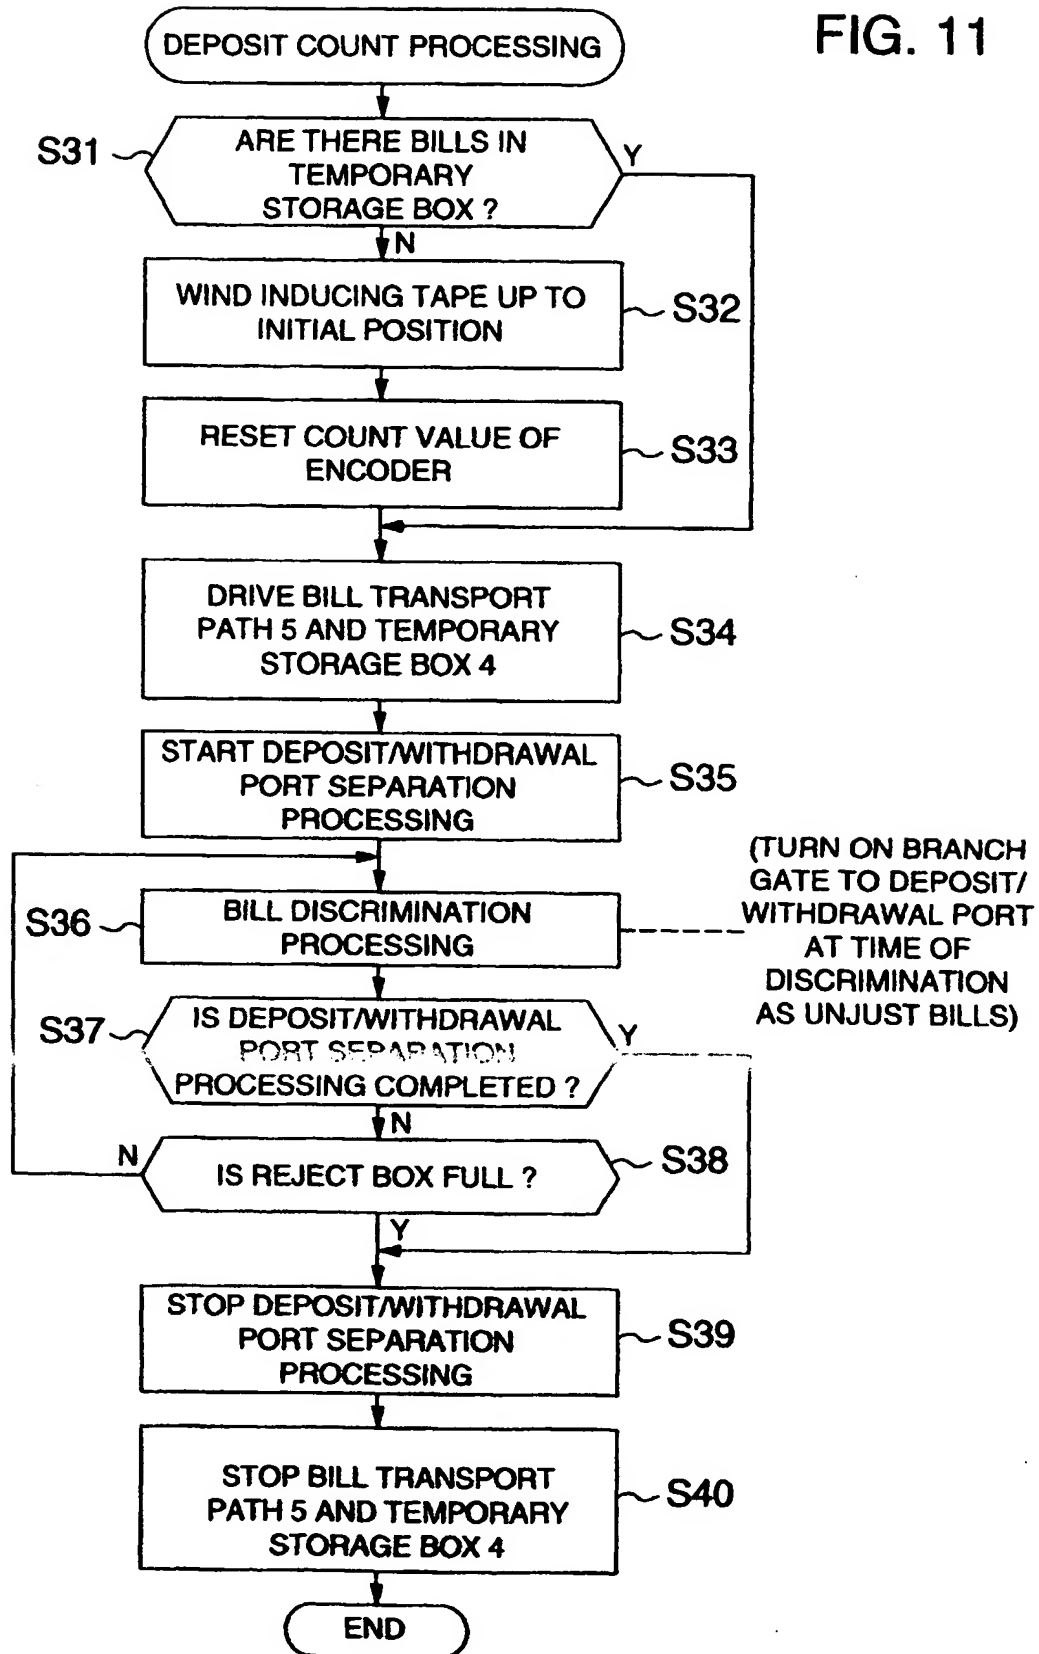 FIG. 11
DEPOSIT COUNT PROCESSING
S31
ARE THERE BILLS IN
TEMPORARY
STORAGE BOX ?
Y
N
WIND INDUCING TAPE UP TO
INITIAL POSITION
S32
RESET COUNT VALUE OF
ENCODER
S33
DRIVE BILL TRANSPORT
PATH 5 AND TEMPORARY
STORAGE BOX 4
S34
START DEPOSIT/WITHDRAWAL
PORT SEPARATION
PROCESSING
S35
S36
BILL DISCRIMINATION
PROCESSING
(TURN ON BRANCH
GATE TO DEPOSIT/
WITHDRAWAL PORT
AT TIME OF
DISCRIMINATION
AS UNJUST BILLS)
S37
IS DEPOSIT/WITHDRAWAL
PORT SEPARATION
PROCESSING COMPLETED ?
Y
N
N
IS REJECT BOX FULL ?
S38
Y
STOP DEPOSIT/WITHDRAWAL
PORT SEPARATION
PROCESSING
S39
STOP BILL TRANSPORT
PATH 5 AND TEMPORARY
STORAGE BOX 4
S40
END